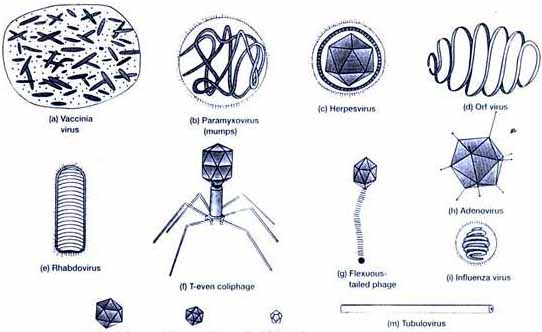 (a) Vaccinia
virus
(b) Paramyxovirus
(mumps)
(c) Herpesvirus
(d) Orf virus
(e) Rhabdovirus
(f) T-even coliphage
(g) Flexuous-
tailed phage
(h) Adenovirus
(i) Influenza virus
(m) Tubulovirus